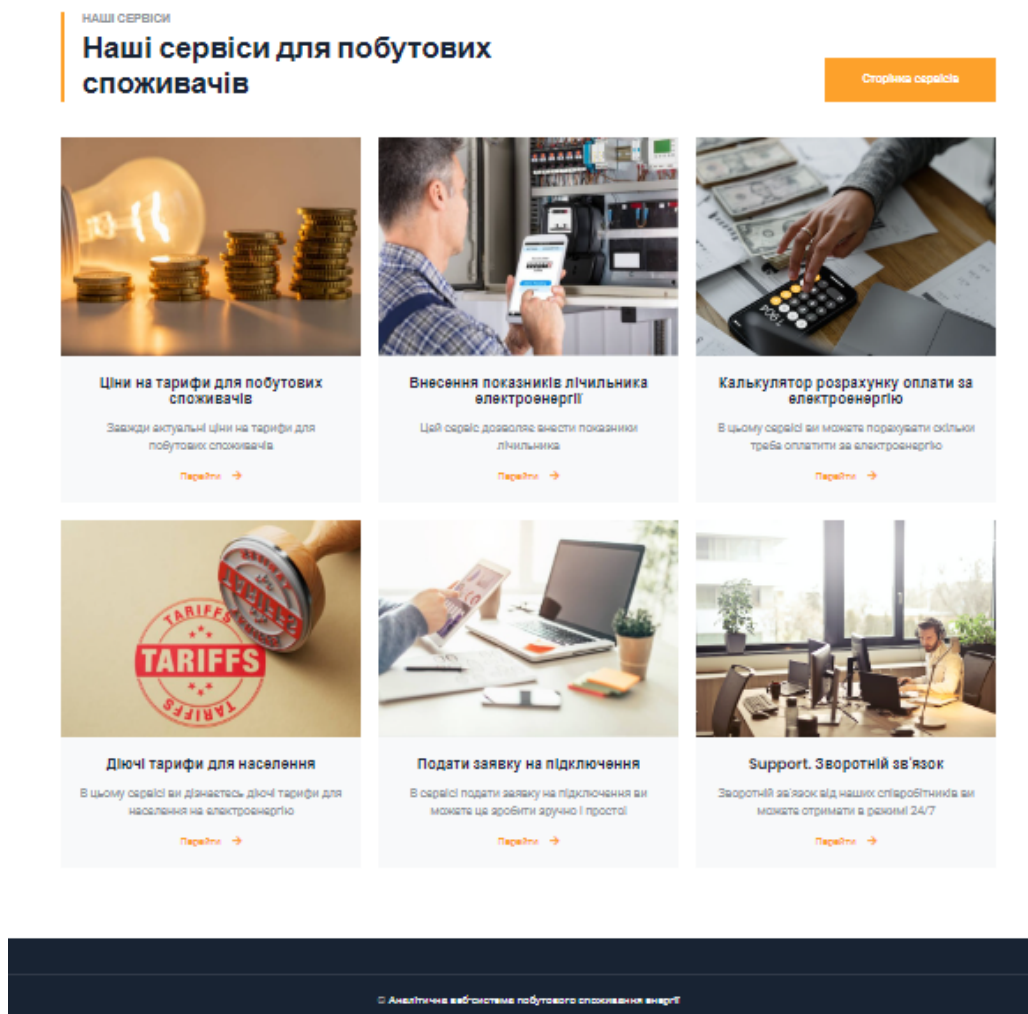 НАШІ СЕРВІСИ
Наші сервіси для побутових
споживачів
Сторінка сервісів
Ціни на тарифи для побутових
споживачів
Завжди актуальні ціни на тарифи для
побутових споживачів
Перейти →
Внесення показників лічильника
електроенергії
Цей сервіс дозволяє внести показники
лічильника
Перейти →
Калькулятор розрахунку оплати за
електроенергію
В цьому сервісі ви можете порахувати скільки
треба оплатити за електроенергію
Перейти →
TARIFFS
TARIFFS
TARIFFS
Діючі тарифи для населення
В цьому сервісі ви дізнаєтесь діючі тарифи для
населення на електроенергію
Перейти →
Подати заявку на підключення
В сервісі подати заявку на підключення ви
можете це зробити зручно і просто!
Перейти →
Support. Зворотній зв'язок
Зворотній зв'язок від наших співробітників ви
можете отримати в режимі 24/7
Перейти →
Аналітична веб-система побутового споживання енергії